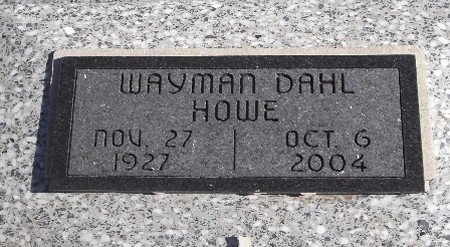 WAYMAN DAHL
HOWE
NOV. 27 OCT. 6
1927 2004